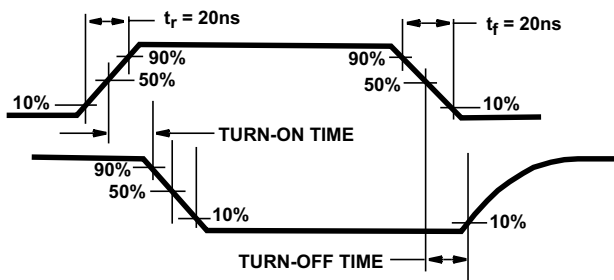 tr = 20ns
tf = 20ns
90%
90%
50%
50%
10%
10%
TURN-ON TIME
90%
50%
10%
10%
TURN-OFF TIME